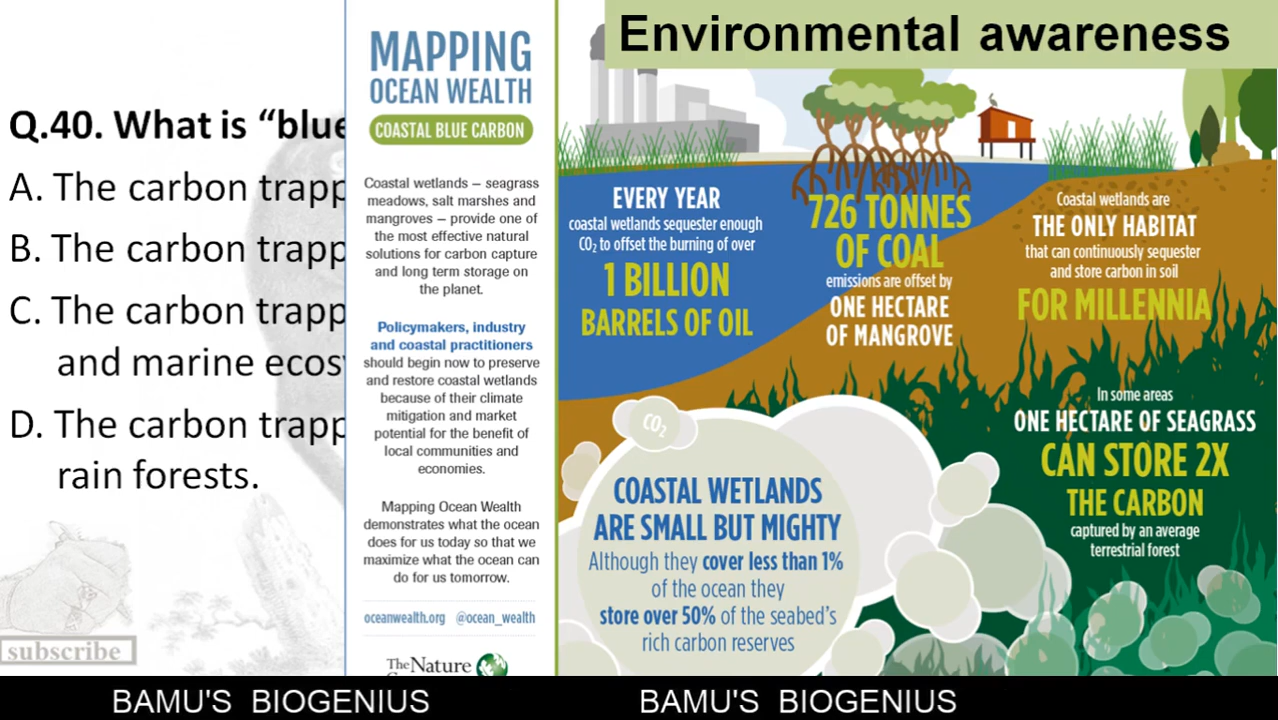 Environmental awareness
Q.40. What is “blue
A. The carbon trapp
B. The carbon trapp
C. The carbon trapp
and marine ecos
D. The carbon trapp
rain forests.
subscribe
MAPPING
OCEAN WEALTH
COASTAL BLUE CARBON
Coastal wetlands – seagrass
meadows, salt marshes and
mangroves – provide one of
the most effective natural
solutions for carbon capture
and long term storage on
the planet.
Policymakers, industry
and coastal practitioners
should begin now to preserve
and restore coastal wetlands
because of their climate
mitigation and market
potential for the benefit of
local communities and
economies.
Mapping Ocean Wealth
demonstrates what the ocean
does for us today so that we
maximize what the ocean can
do for us tomorrow.
oceanwealth.org @ocean_wealth
The Nature
EVERY YEAR
coastal wetlands sequester enough
CO₂ to offset the burning of over
1 BILLION
BARRELS OF OIL
726 TONNES
OF COAL
emissions are offset by
ONE HECTARE
OF MANGROVE
Coastal wetlands are
THE ONLY HABITAT
that can continuously sequester
and store carbon in soil
FOR MILLENNIA
In some areas
ONE HECTARE OF SEAGRASS
CAN STORE 2X
THE CARBON
captured by an average
terrestrial forest
CO₂
COASTAL WETLANDS
ARE SMALL BUT MIGHTY
Although they cover less than 1%
of the ocean they
store over 50% of the seabed's
rich carbon reserves
BAMU'S BIOGENIUS
BAMU'S BIOGENIUS